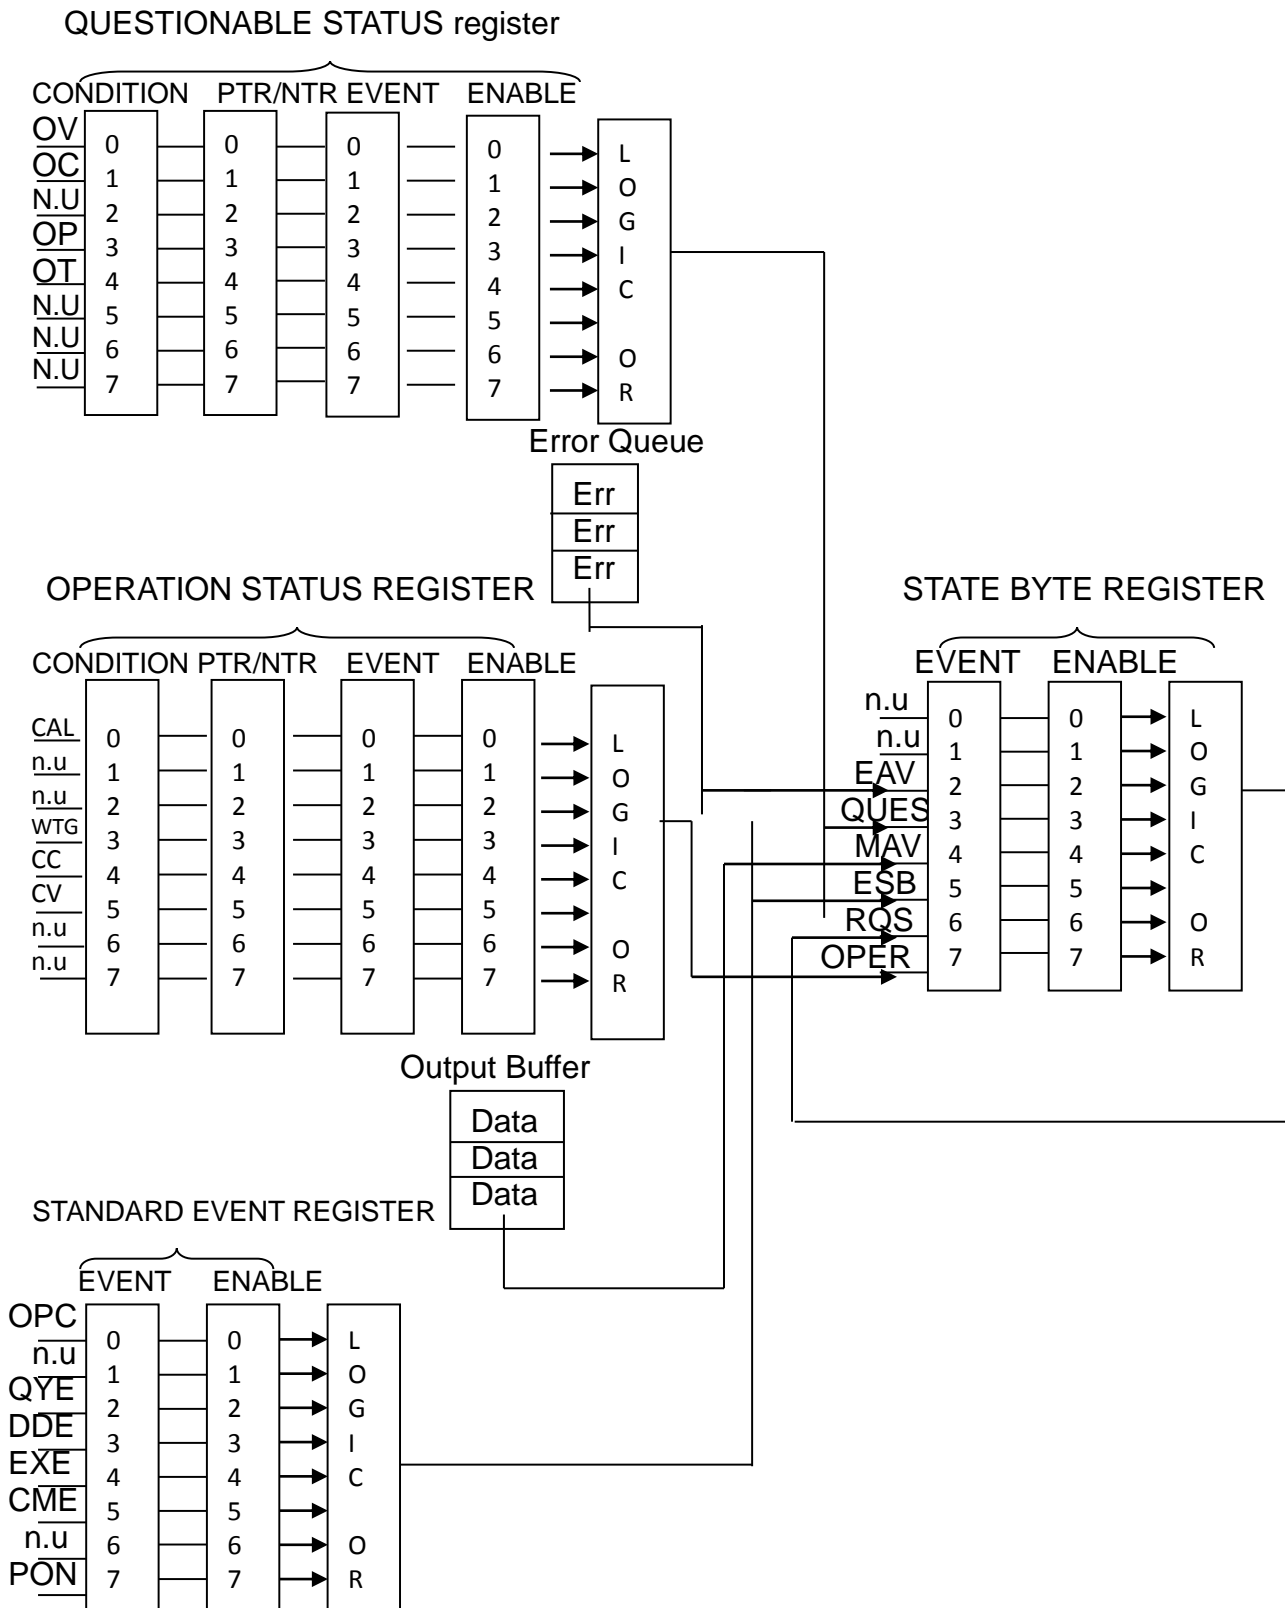 QUESTIONABLE STATUS register
CONDITION PTR/NTR EVENT ENABLE
OV 0 0 0 0 L
OC 1 1 1 1 O
N.U 2 2 2 2 G
OP 3 3 3 3 I
OT 4 4 4 4 C
N.U 5 5 5 5
N.U 6 6 6 6 O
N.U 7 7 7 7 R
Error Queue
Err
Err
Err
OPERATION STATUS REGISTER
CONDITION PTR/NTR EVENT ENABLE
CAL 0 0 0 0 L
n.u 1 1 1 1 O
n.u 2 2 2 2 G
WTG 3 3 3 3 I
CC 4 4 4 4 C
CV 5 5 5 5
n.u 6 6 6 6 O
n.u 7 7 7 7 R
STATE BYTE REGISTER
EVENT ENABLE
n.u 0 0 L
n.u 1 1 O
EAV 2 2 G
QUES 3 3 I
MAV 4 4 C
ESB 5 5
RQS 6 6 O
OPER 7 7 R
Output Buffer
Data
Data
Data
STANDARD EVENT REGISTER
EVENT ENABLE
OPC 0 0 L
n.u 1 1 O
QYE 2 2 G
DDE 3 3 I
EXE 4 4 C
CME 5 5
n.u 6 6 O
PON 7 7 R